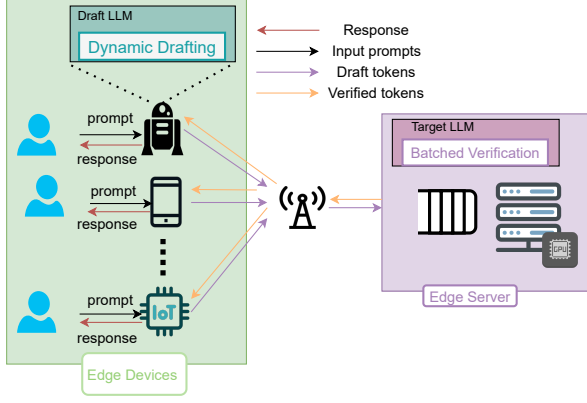 Draft LLM
Dynamic Drafting
Response
Input prompts
Draft tokens
Verified tokens
prompt
response
prompt
response
prompt
response
IoT
Target LLM
Batched Verification
GPU
Edge Server
Edge Devices